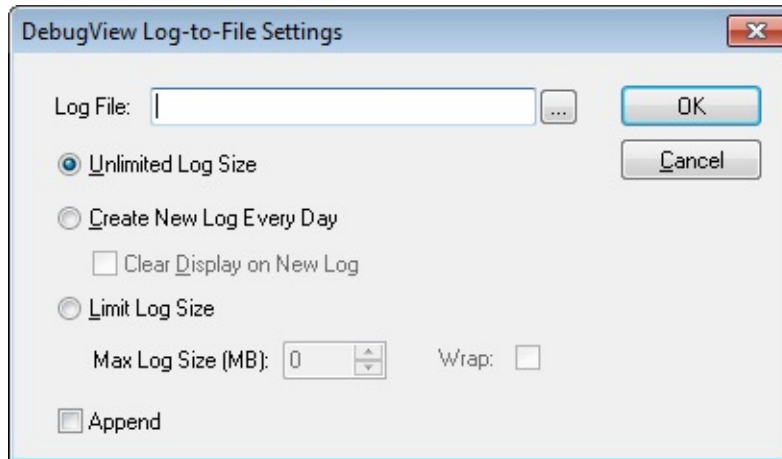 DebugView Log-to-File Settings
Log File: ... OK
Unlimited Log Size Cancel
Create New Log Every Day
Clear Display on New Log
Limit Log Size
Max Log Size (MB): 0 Wrap:
Append